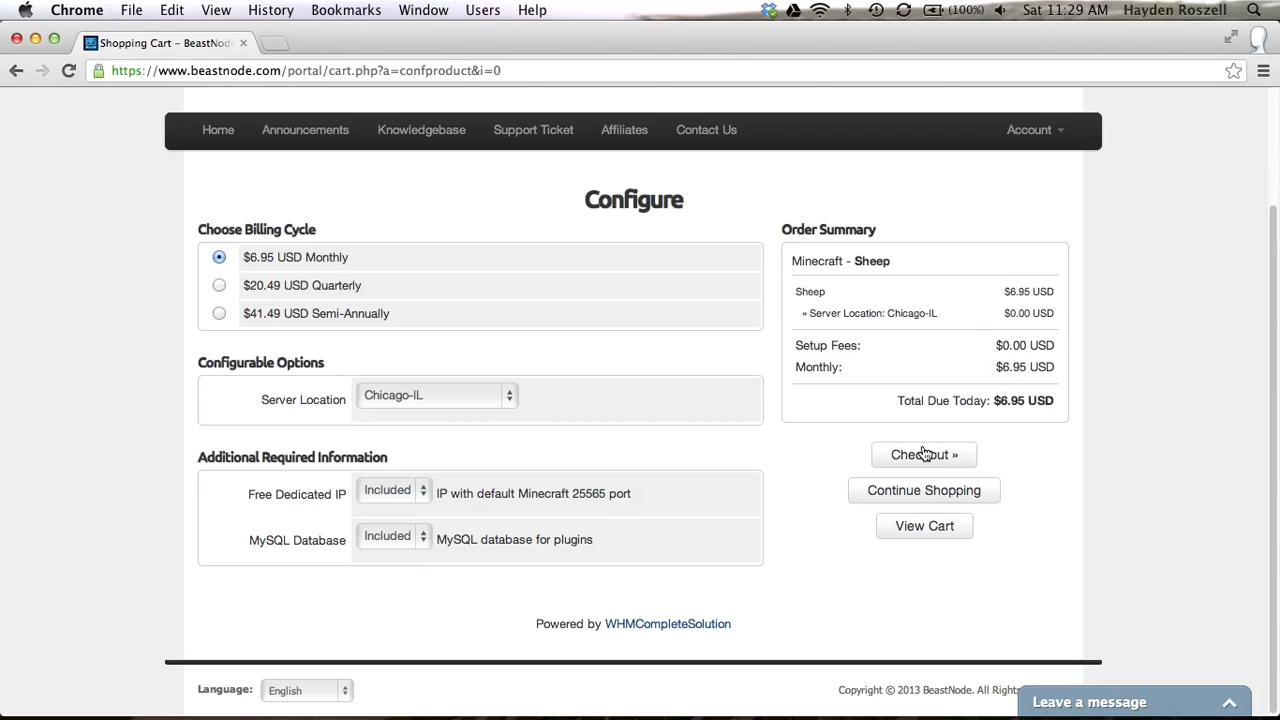 Chrome File Edit View History Bookmarks Window Users Help (100%) Sat 11:29 AM Hayden Roszell
Shopping Cart – BeastNode
https://www.beastnode.com/portal/cart.php?a=confproduct&i=0
Home Announcements Knowledgebase Support Ticket Affiliates Contact Us Account
Configure
Choose Billing Cycle
$6.95 USD Monthly
$20.49 USD Quarterly
$41.49 USD Semi-Annually
Configurable Options
Server Location Chicago-IL
Additional Required Information
Free Dedicated IP Included IP with default Minecraft 25565 port
MySQL Database Included MySQL database for plugins
Order Summary
Minecraft - Sheep
Sheep $6.95 USD
» Server Location: Chicago-IL $0.00 USD
Setup Fees: $0.00 USD
Monthly: $6.95 USD
Total Due Today: $6.95 USD
Checkout »
Continue Shopping
View Cart
Powered by WHMCompleteSolution
Language: English
Copyright © 2013 BeastNode. All Rights
Leave a message